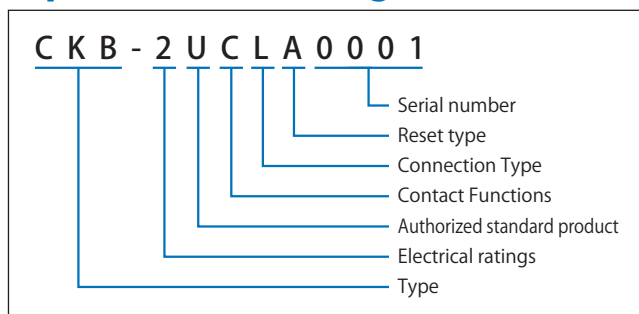 CKB-2UCLA0001
Serial number
Reset type
Connection Type
Contact Functions
Authorized standard product
Electrical ratings
Type